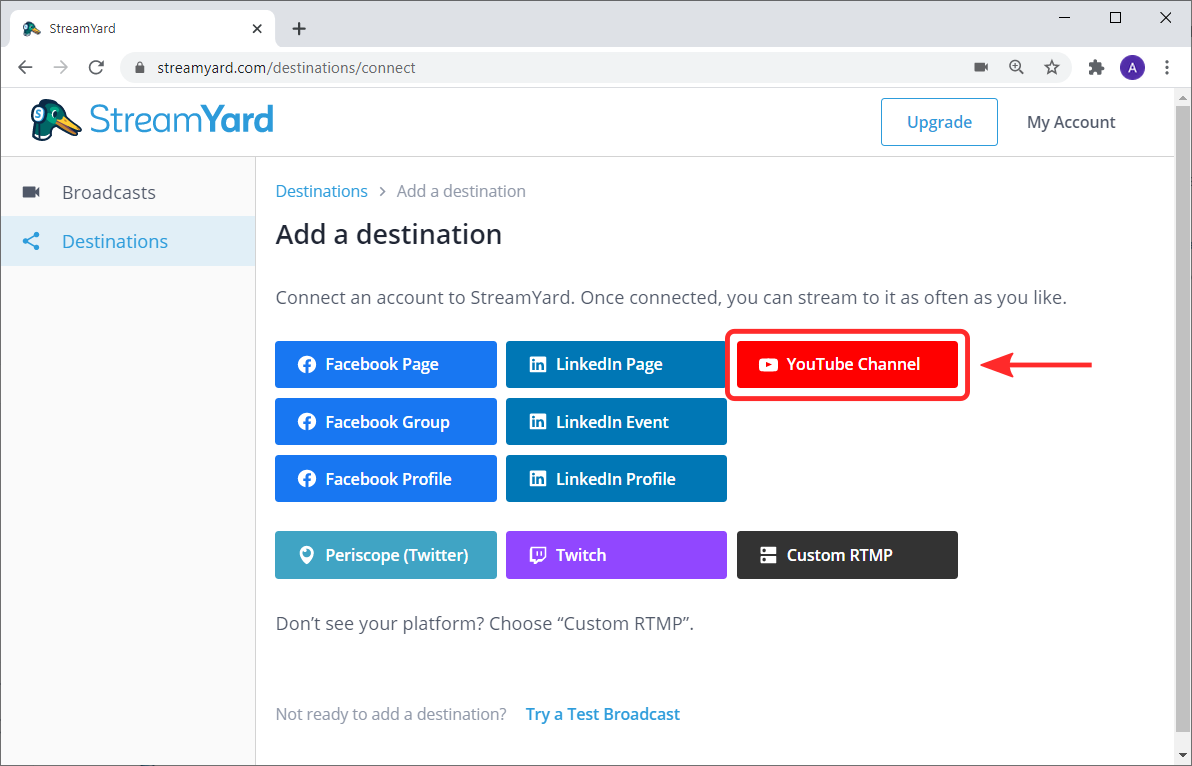 StreamYard
streamyard.com/destinations/connect
A
S
StreamYard
Upgrade
My Account
Broadcasts
Destinations
Destinations > Add a destination
Add a destination
Connect an account to StreamYard. Once connected, you can stream to it as often as you like.
Facebook Page
LinkedIn Page
YouTube Channel
Facebook Group
LinkedIn Event
Facebook Profile
LinkedIn Profile
Periscope (Twitter)
Twitch
Custom RTMP
Don’t see your platform? Choose “Custom RTMP”.
Not ready to add a destination? Try a Test Broadcast